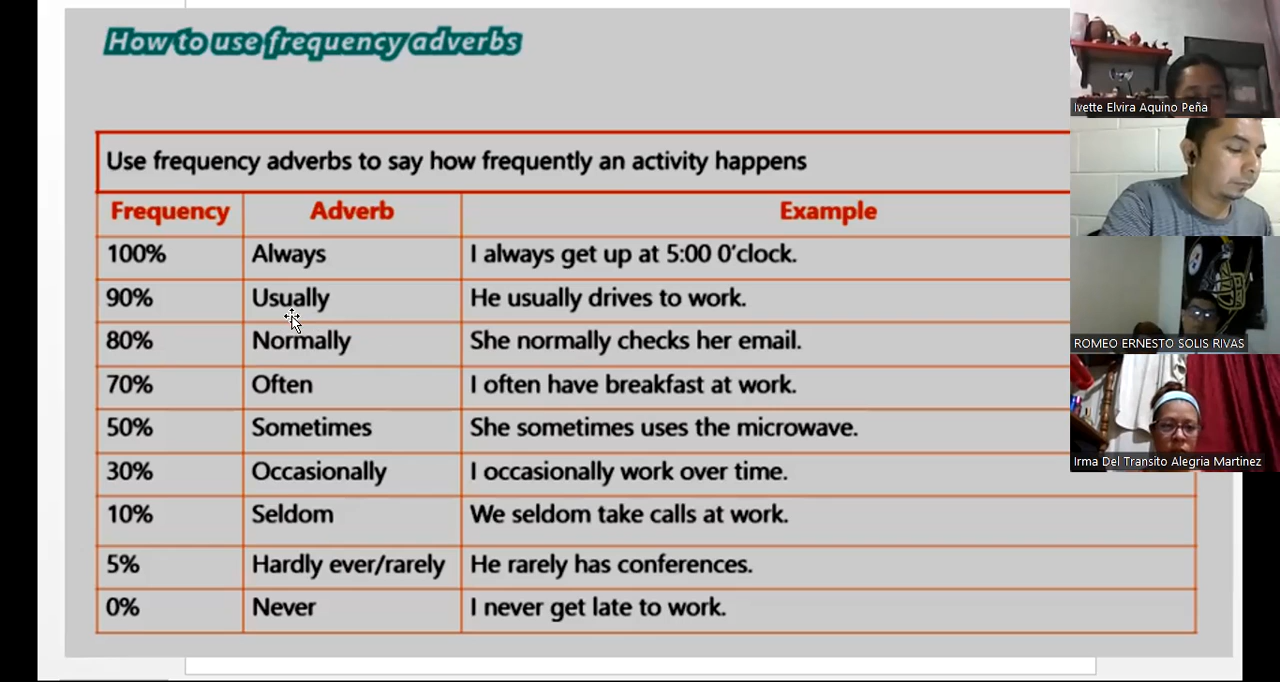 How to use frequency adverbs
Use frequency adverbs to say how frequently an activity happens
Frequency Adverb Example
100% Always I always get up at 5:00 0'clock.
90% Usually He usually drives to work.
80% Normally She normally checks her email.
70% Often I often have breakfast at work.
50% Sometimes She sometimes uses the microwave.
30% Occasionally I occasionally work over time.
10% Seldom We seldom take calls at work.
5% Hardly ever/rarely He rarely has conferences.
0% Never I never get late to work.
Ivette Elvira Aquino Peña
ROMEO ERNESTO SOLIS RIVAS
Irma Del Transito Alegria Martinez